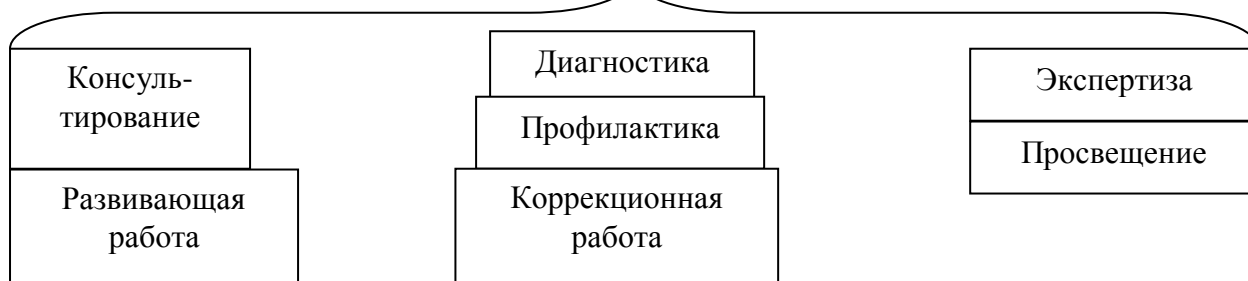 Консуль-
тирование
Развивающая
работа
Диагностика
Профилактика
Коррекционная
работа
Экспертиза
Просвещение